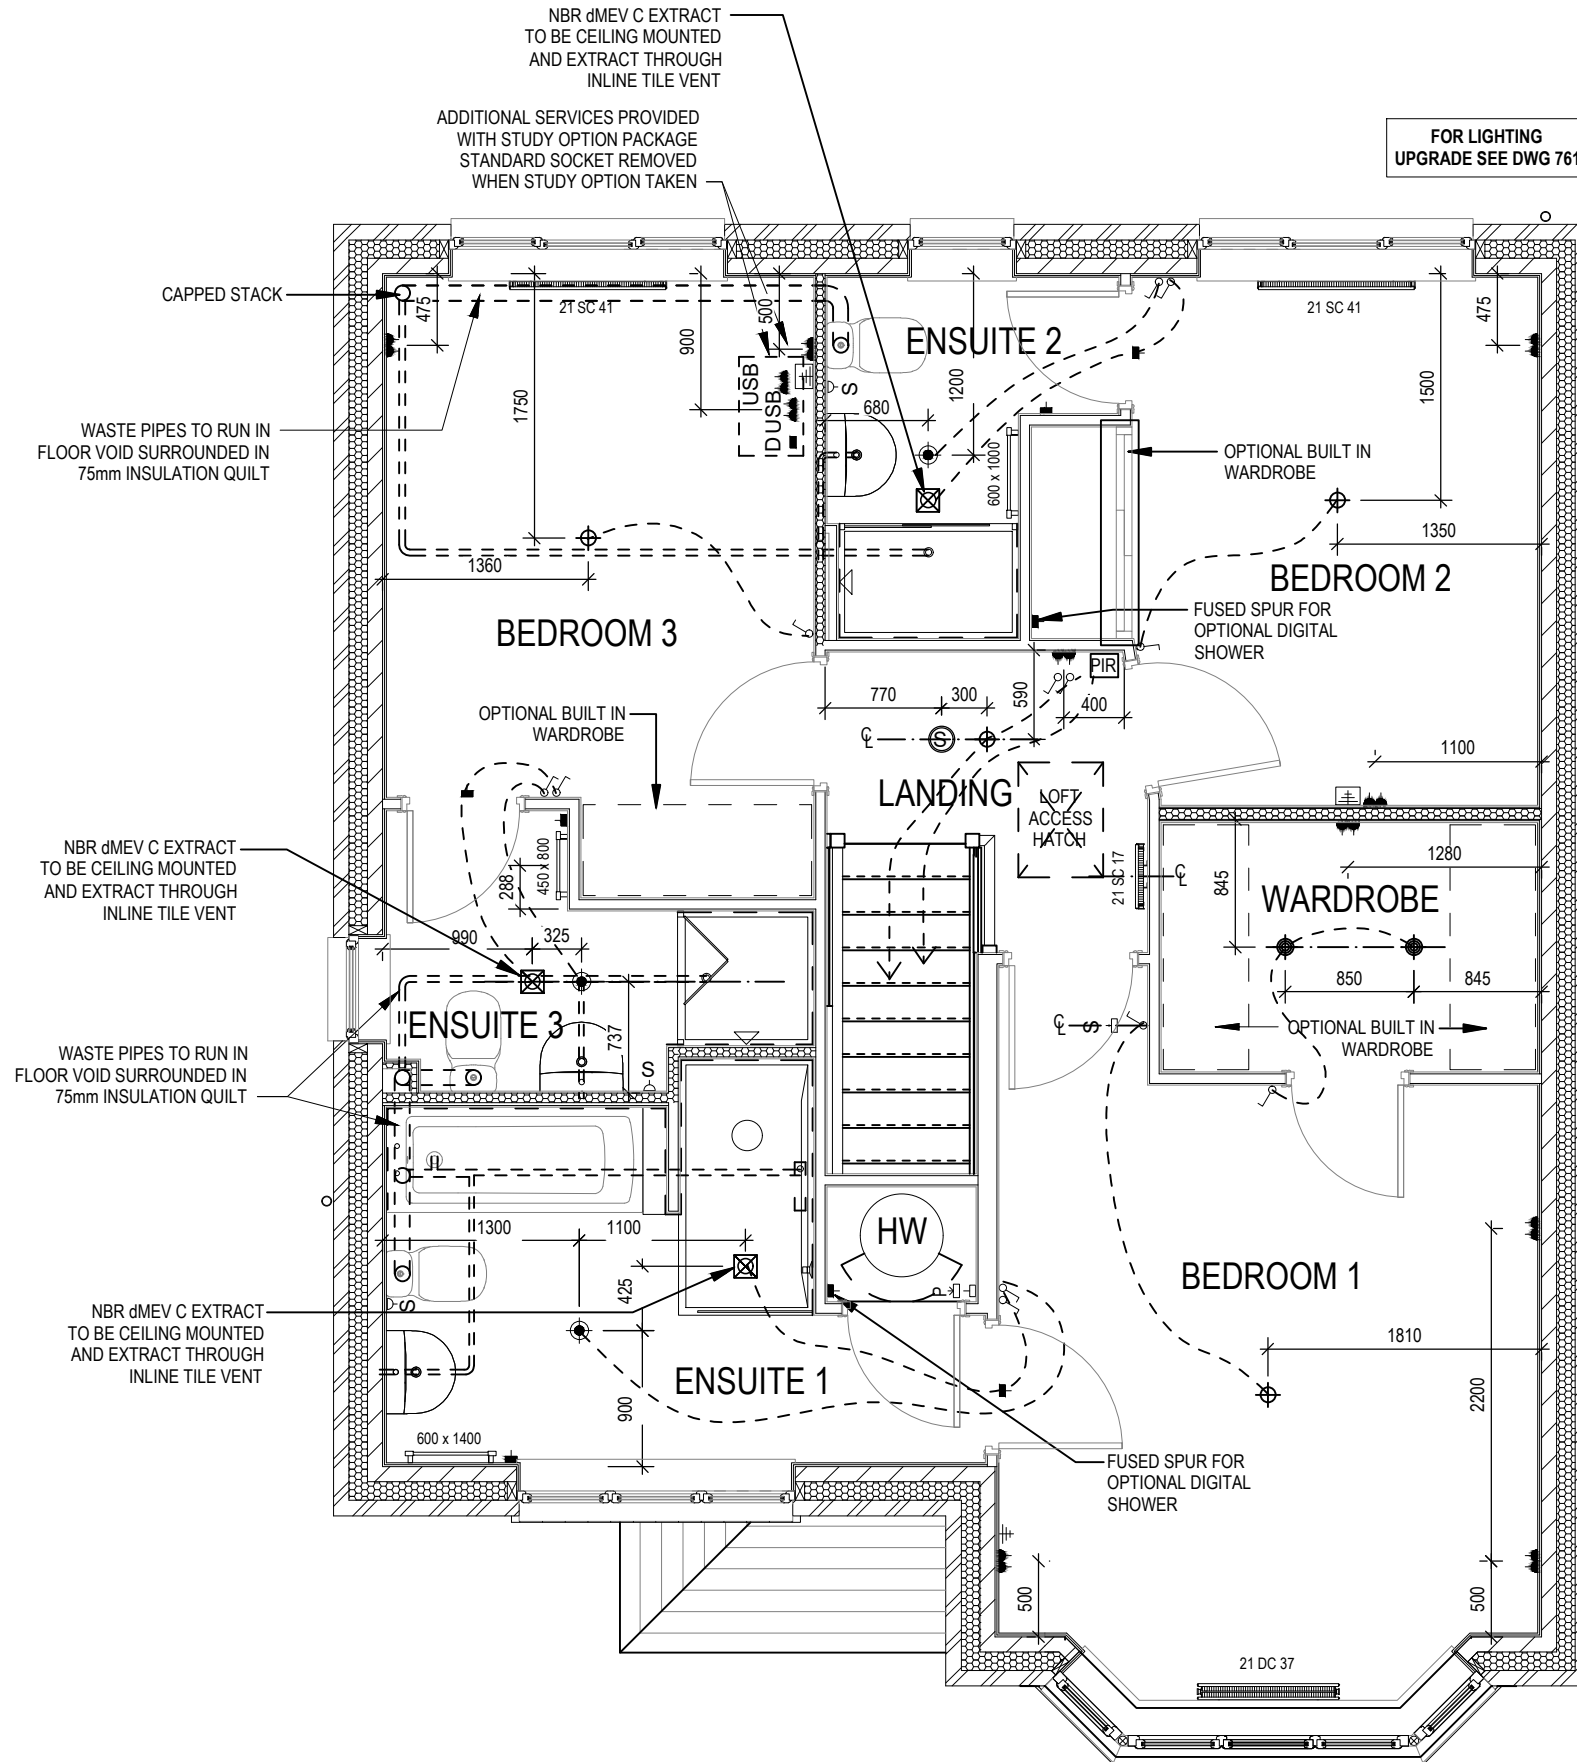 NBR dMEV C EXTRACT
TO BE CEILING MOUNTED
AND EXTRACT THROUGH
INLINE TILE VENT
ADDITIONAL SERVICES PROVIDED
WITH STUDY OPTION PACKAGE
STANDARD SOCKET REMOVED
WHEN STUDY OPTION TAKEN
FOR LIGHTING
UPGRADE SEE DWG 761
CAPPED STACK
WASTE PIPES TO RUN IN
FLOOR VOID SURROUNDED IN
75mm INSULATION QUILT
475
21 SC 41
1750
900
500
USB
D USB
S
1360
BEDROOM 3
ENSUITE 2
680
1200
600 x 1000
21 SC 41
475
1500
OPTIONAL BUILT IN
WARDROBE
1350
BEDROOM 2
FUSED SPUR FOR
OPTIONAL DIGITAL
SHOWER
PIR
770
300
590
400
S
CL
LANDING
LOFT
ACCESS
HATCH
21 SC 17
CL
1100
OPTIONAL BUILT IN
WARDROBE
NBR dMEV C EXTRACT
TO BE CEILING MOUNTED
AND EXTRACT THROUGH
INLINE TILE VENT
288
450 x 800
990
325
ENSUITE 3
737
S
1280
845
WARDROBE
850
845
OPTIONAL BUILT IN
WARDROBE
CL
S
WASTE PIPES TO RUN IN
FLOOR VOID SURROUNDED IN
75mm INSULATION QUILT
1300
1100
425
S
HW
P
NBR dMEV C EXTRACT
TO BE CEILING MOUNTED
AND EXTRACT THROUGH
INLINE TILE VENT
ENSUITE 1
900
600 x 1400
BEDROOM 1
1810
2200
FUSED SPUR FOR
OPTIONAL DIGITAL
SHOWER
500
500
21 DC 37